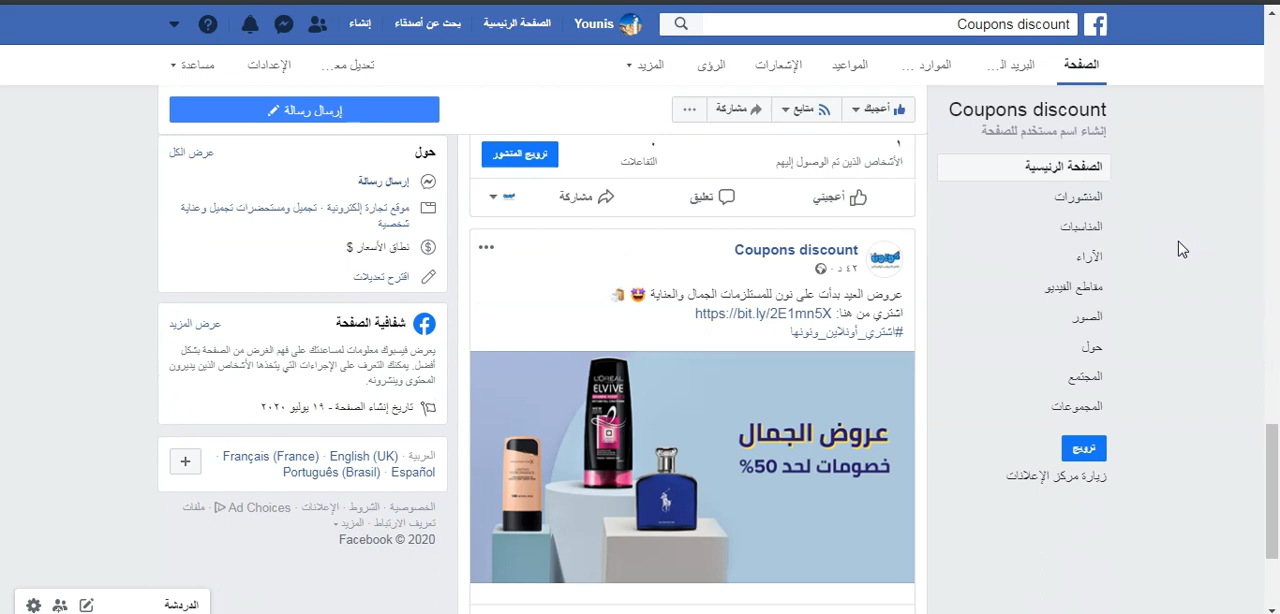 Coupons discount
Younis
الصفحة الرئيسية
بحث عن أصدقاء
إنشاء
الصفحة
البريد الـ...
الموارد ...
المواعيد
الإشعارات
الرؤى
المزيد
تعديل معـ...
الإعدادات
مساعدة
Coupons discount
إنشاء اسم مستخدم للصفحة
الصفحة الرئيسية
المنشورات
المناسبات
الآراء
مقاطع الفيديو
الصور
حول
المجتمع
المجموعات
ترويج
زيارة مركز الإعلانات
أعجبك
متابَع
مشاركة
...
إرسال رسالة
١
الأشخاص الذين تم الوصول إليهم
٠
التفاعلات
ترويج المنشور
أعجبني
تعليق
مشاركة
Coupons discount
٤٢ د ·
عروض العيد بدأت على نون للمستلزمات الجمال والعناية
اشتري من هنا: https://bit.ly/2E1mn5X
#اشتري_أونلاين_ونونها
عروض الجمال
خصومات لحد 50%
L'OREAL
ELVIVE
حول
عرض الكل
إرسال رسالة
موقع تجارة إلكترونية · تجميل ومستحضرات تجميل وعناية
شخصية
نطاق الأسعار $
اقترح تعديلات
شفافية الصفحة
عرض المزيد
يعرض فيسبوك معلومات لمساعدتك على فهم الغرض من الصفحة بشكل
أفضل. يمكنك التعرف على الإجراءات التي يتخذها الأشخاص الذين يديرون
المحتوى وينشرونه.
تاريخ إنشاء الصفحة - ١٩ يوليو ٢٠٢٠
العربية · English (UK) · Français (France) ·
Español · Português (Brasil)
الخصوصية · الشروط · الإعلانات · Ad Choices · ملفات
تعريف الارتباط · المزيد
Facebook © 2020
الدردشة